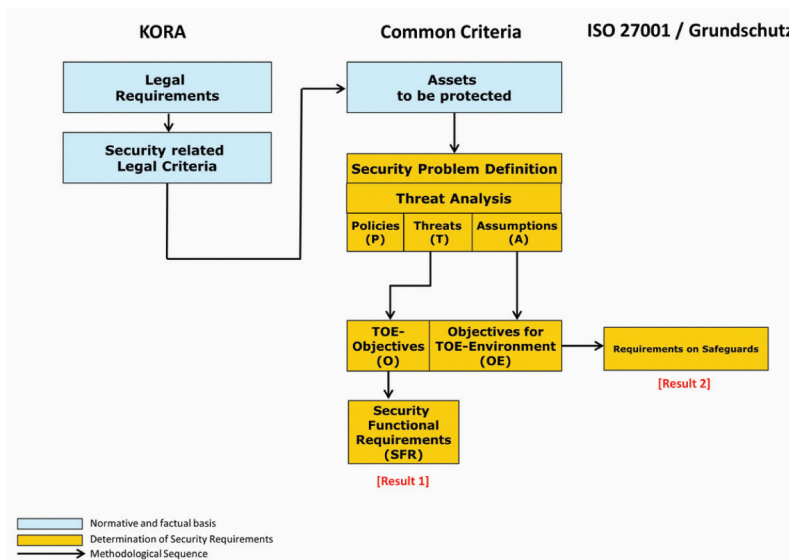 KORA
Common Criteria
ISO 27001 / Grundschutz
Legal
Requirements
Assets
to be protected
Security related
Legal Criteria
Security Problem Definition
Threat Analysis
Policies
(P)
Threats
(T)
Assumptions
(A)
TOE-
Objectives
(O)
Objectives for
TOE-Environment
(OE)
Requirements on Safeguards
[Result 2]
Security
Functional
Requirements
(SFR)
[Result 1]
Normative and factual basis
Determination of Security Requirements
Methodological Sequence